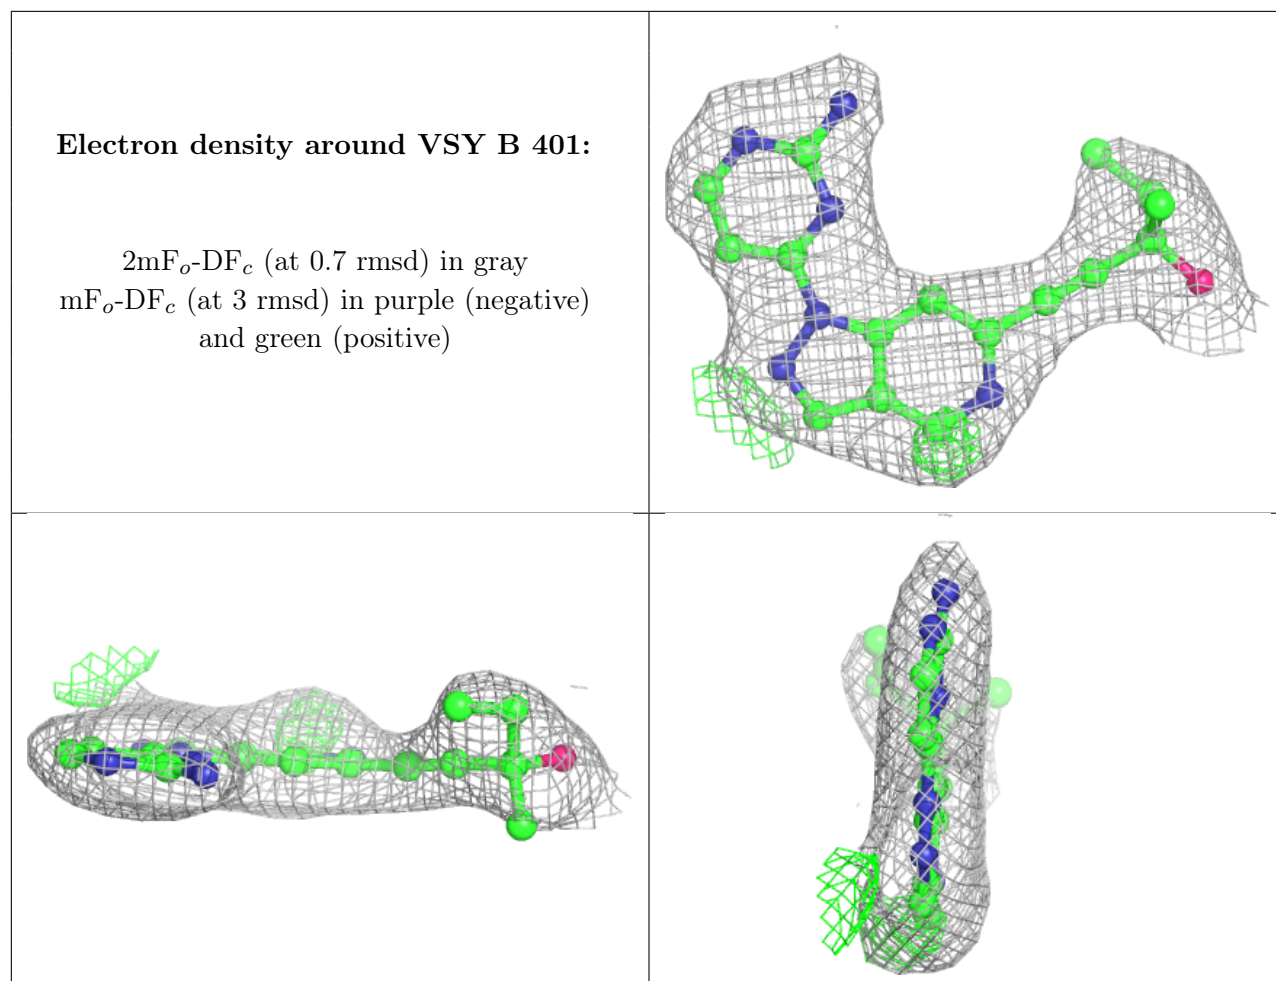 Electron density around VSY B 401:
2mFo-DFc (at 0.7 rmsd) in gray
mFo-DFc (at 3 rmsd) in purple (negative)
and green (positive)